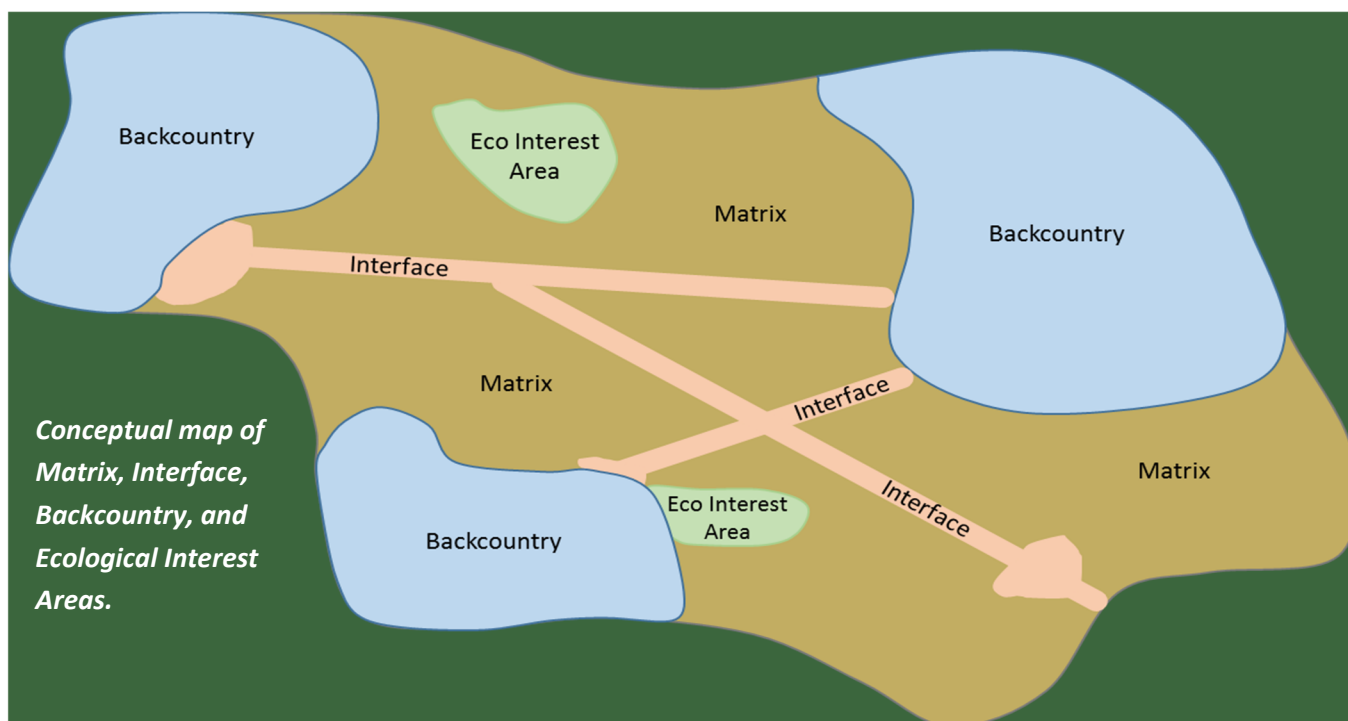 Backcountry
Eco Interest
Area
Matrix
Backcountry
Interface
Matrix
Interface
Conceptual map of
Matrix, Interface,
Backcountry, and
Ecological Interest
Areas.
Matrix
Interface
Eco Interest
Area
Backcountry